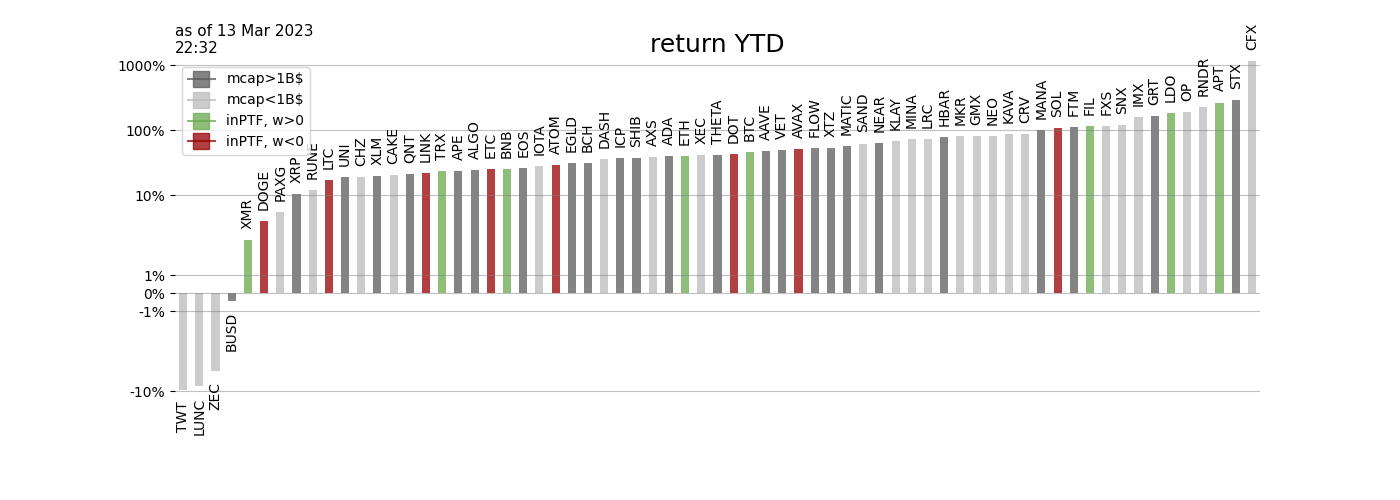 as of 13 Mar 2023
22:32
return YTD
1000%
100%
10%
1%
0%
-1%
-10%
mcap>1B$
mcap<1B$
inPTF, w>0
inPTF, w<0
TWT
LUNC
ZEC
BUSD
XMR
DOGE
PAXG
XRP
RUNE
LTC
UNI
CHZ
XLM
CAKE
QNT
LINK
TRX
APE
ALGO
ETC
BNB
EOS
IOTA
ATOM
EGLD
BCH
DASH
ICP
SHIB
AXS
ADA
ETH
XEC
THETA
DOT
BTC
AAVE
VET
AVAX
FLOW
XTZ
MATIC
SAND
NEAR
KLAY
MINA
LRC
HBAR
MKR
GMX
NEO
KAVA
CRV
MANA
SOL
FTM
FIL
FXS
SNX
IMX
GRT
LDO
OP
RNDR
APT
STX
CFX